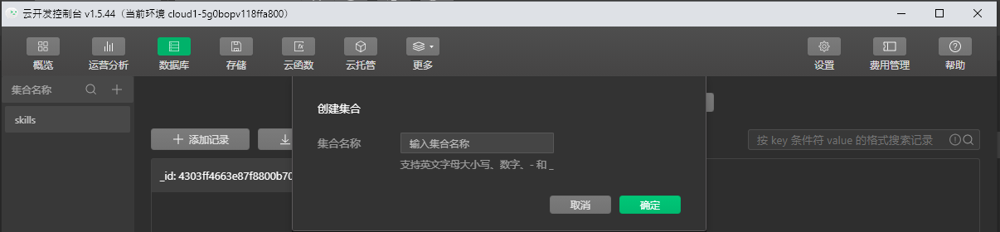 云开发控制台 v1.5.44（当前环境 cloud1-5g0bopv118ffa800）
概览 运营分析 数据库 存储 云函数 云托管 更多 设置 费用管理 帮助
集合名称
skills
创建集合
添加记录
集合名称 输入集合名称
支持英文字母大小写、数字、- 和 _
按 key 条件符 value 的格式搜索记录
_id: 4303ff4663e87f8800b70
取消 确定